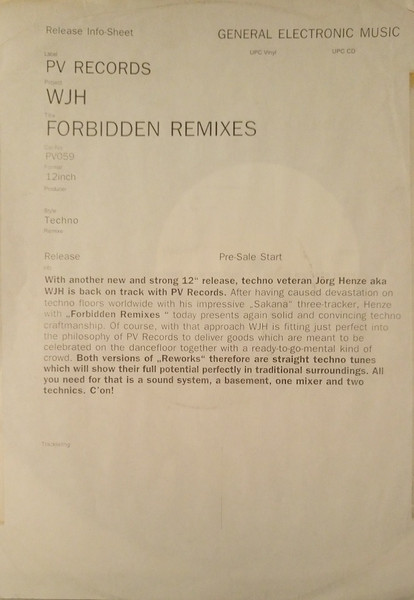 Release Info-Sheet
GENERAL ELECTRONIC MUSIC
Label
UPC Vinyl
UPC CD
PV RECORDS
Project
WJH
Title
FORBIDDEN REMIXES
Cat.No.
PV059
Format
12inch
Producer
Style
Techno
Release
Pre-Sale Start
Info
With another new and strong 12" release, techno veteran Jörg Henze aka
WJH is back on track with PV Records. After having caused devastation on
techno floors worldwide with his impressive „Sakana" three-tracker, Henze
with „Forbidden Remixes " today presents again solid and convincing techno
craftmanship. Of course, with that approach WJH is fitting just perfect into
the philosophy of PV Records to deliver goods which are meant to be
celebrated on the dancefloor together with a ready-to-go-mental kind of
crowd. Both versions of „Reworks" therefore are straight techno tunes
which will show their full potential perfectly in traditional surroundings. All
you need for that is a sound system, a basement, one mixer and two
technics. C'on!